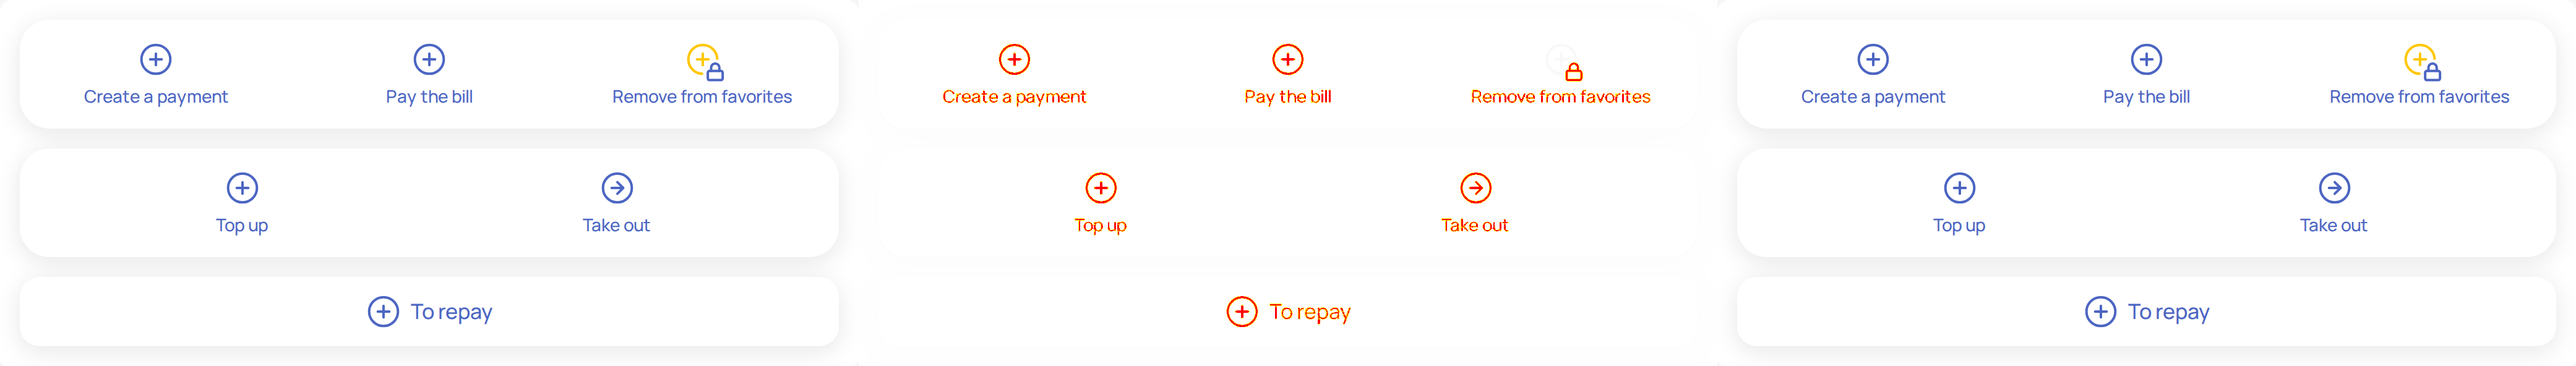 Create a payment Pay the bill Remove from favorites
Top up Take out
To repay
Create a payment Pay the bill Remove from favorites
Top up Take out
To repay
Create a payment Pay the bill Remove from favorites
Top up Take out
To repay